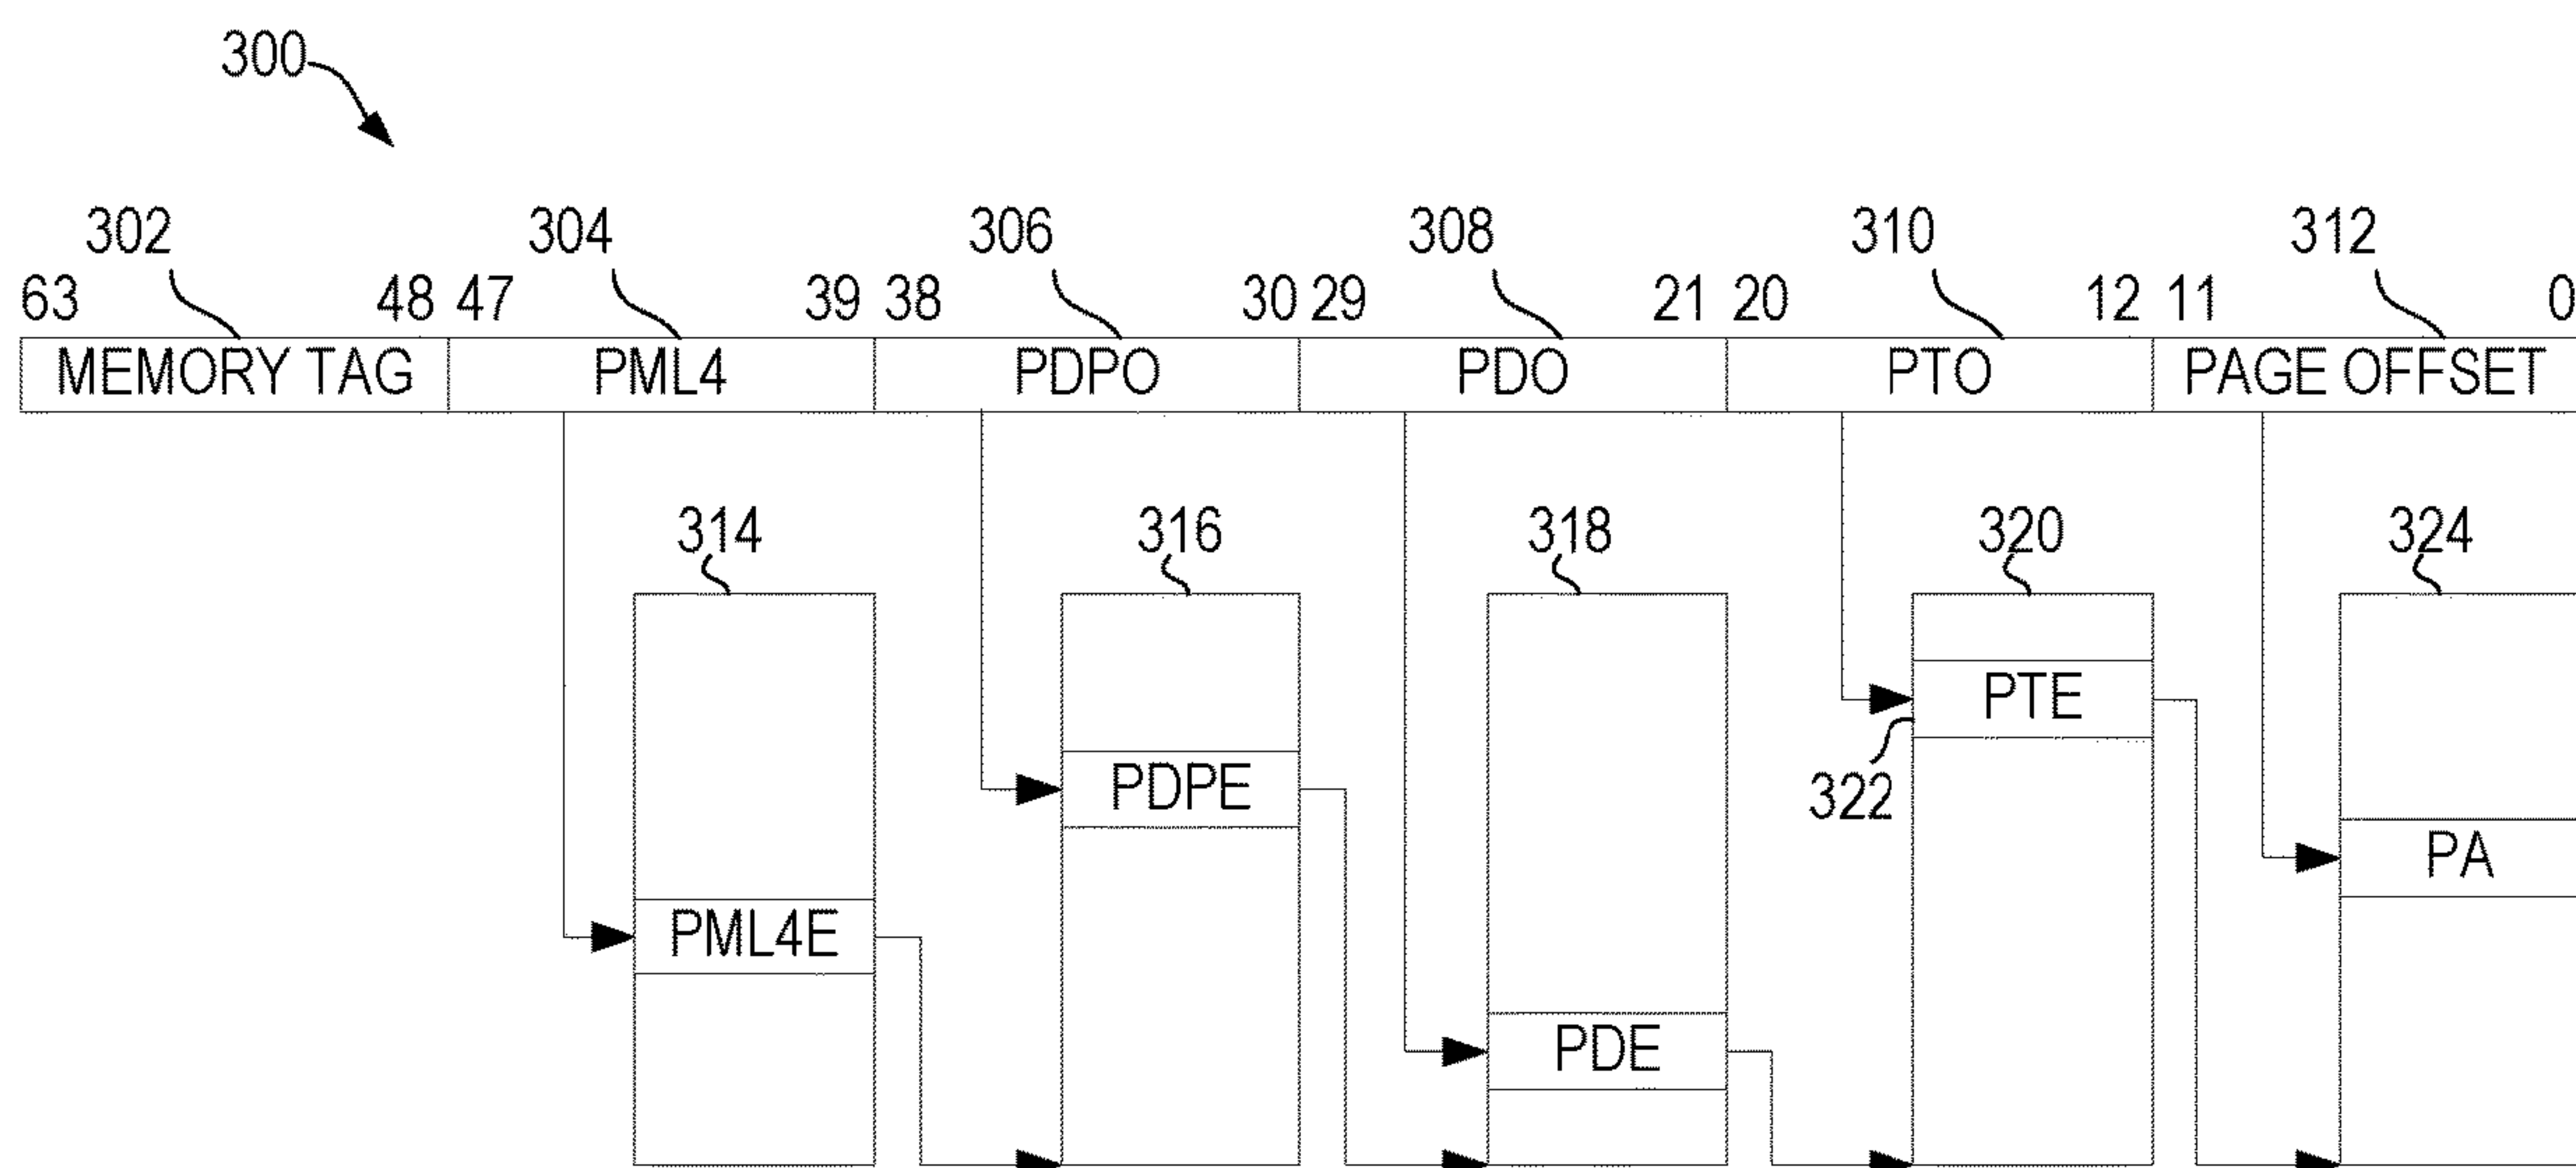 300
302 304 306 308 310 312
63 48 47 39 38 30 29 21 20 12 11 0
MEMORY TAG PML4 PDPO PDO PTO PAGE OFFSET
314 316 318 320 324
PTE
322
PDPE
PA
PML4E
PDE